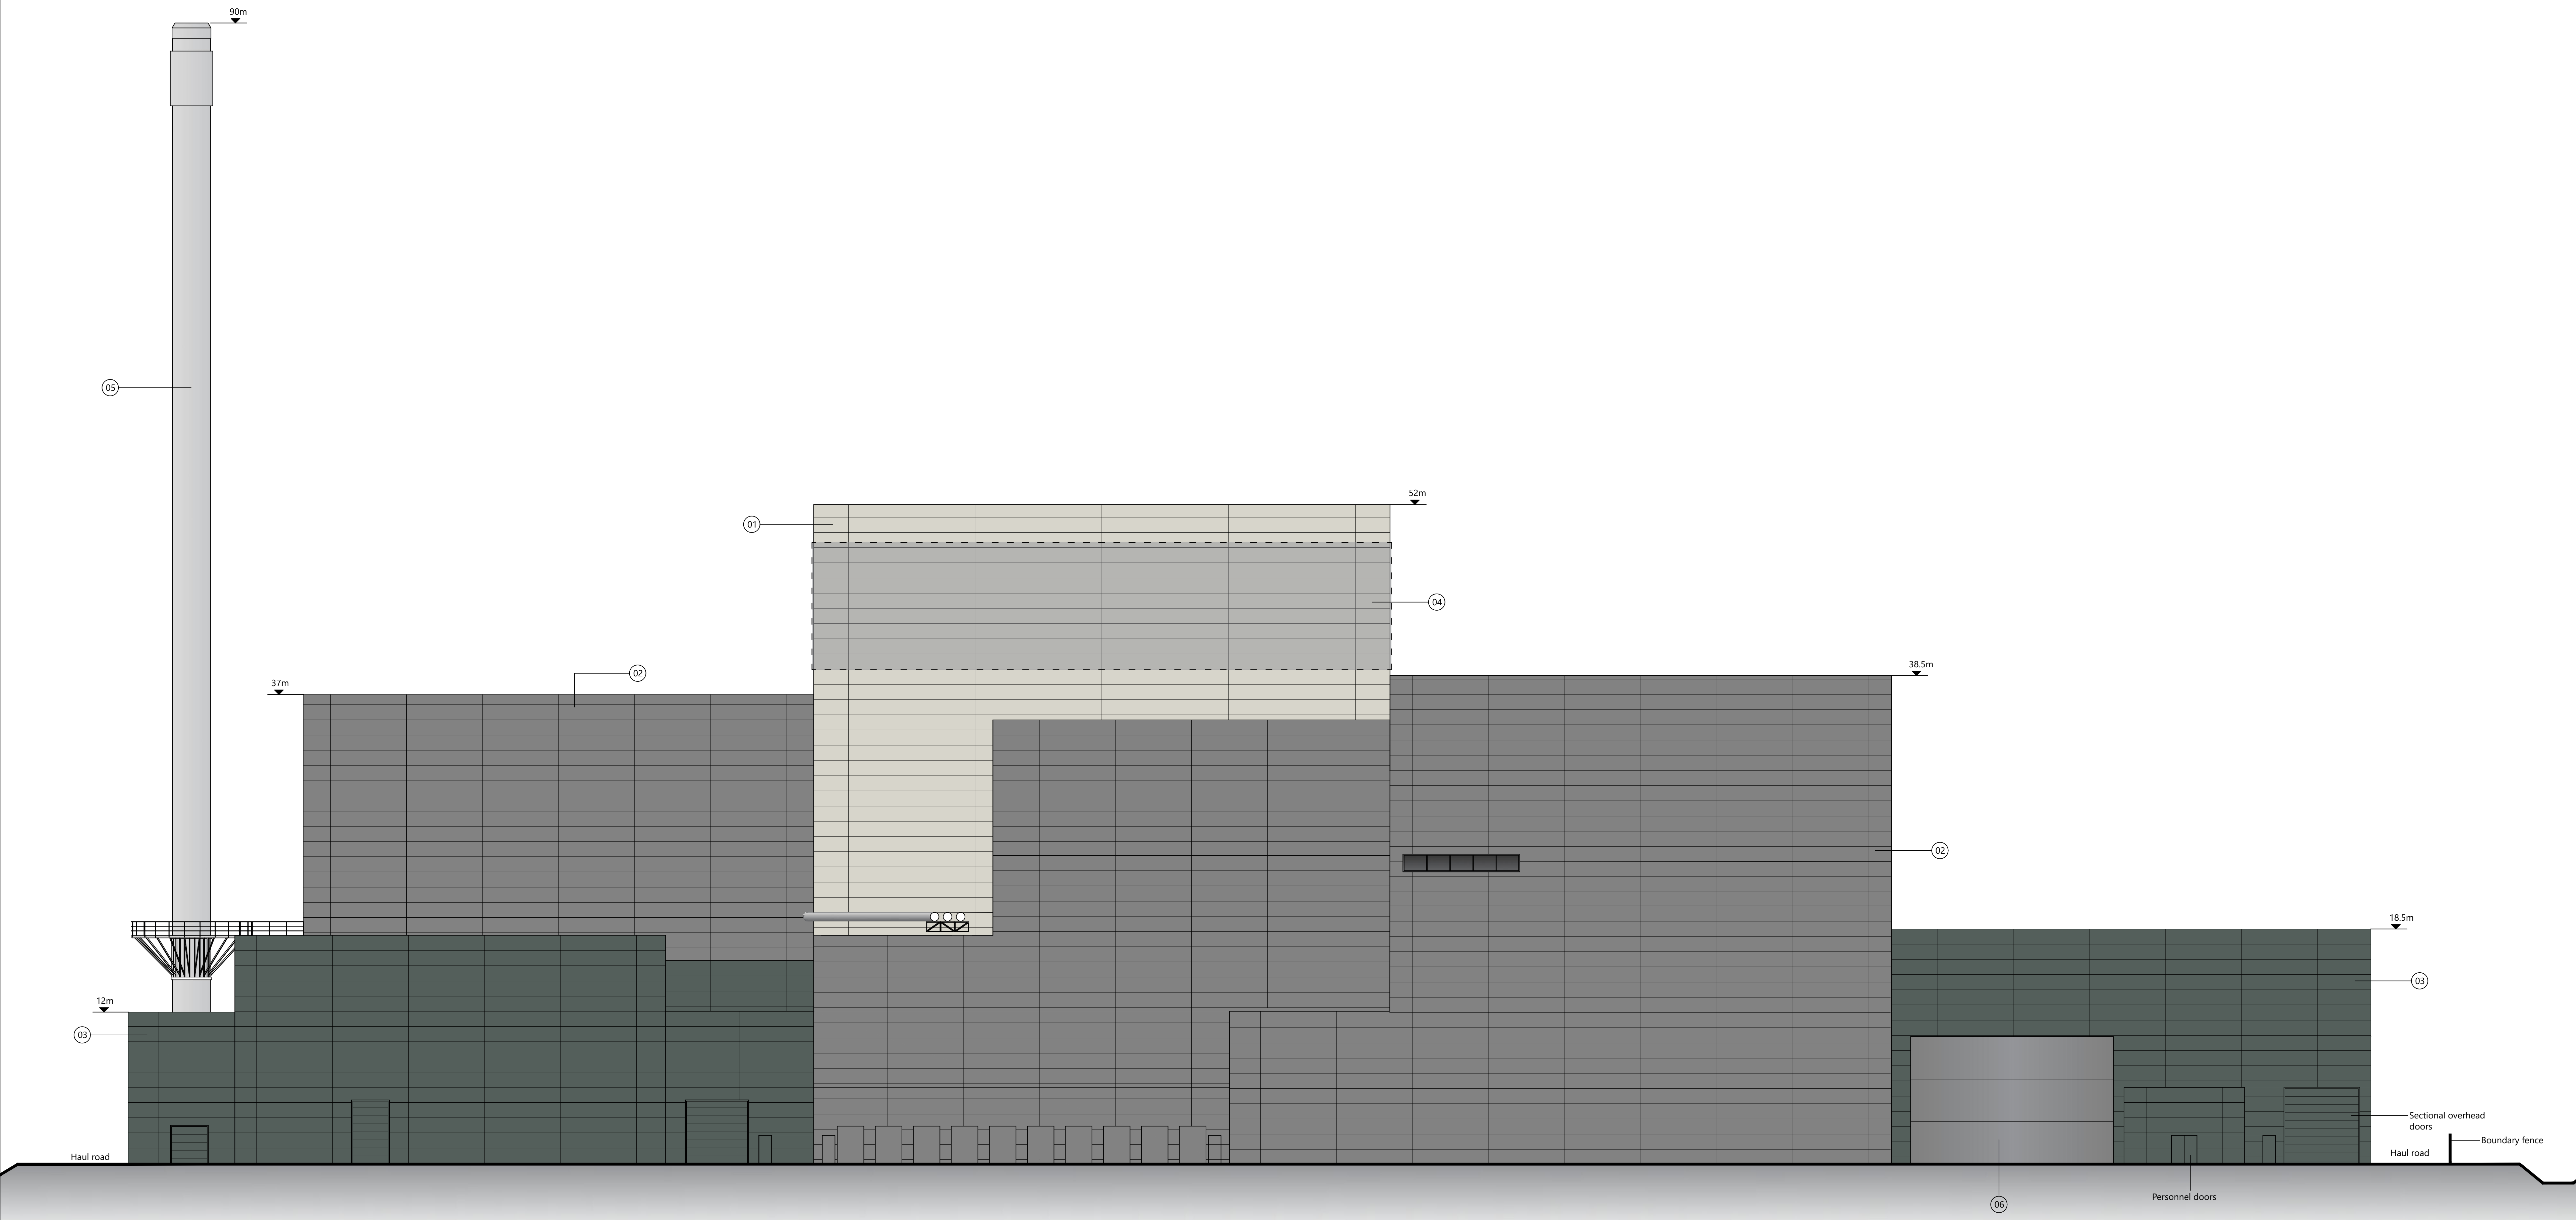 90m
05
52m
01
04
02
37m
38.5m
02
18.5m
03
12m
03
Sectional overhead
doors
Boundary fence
Haul road
Haul road
Personnel doors
06